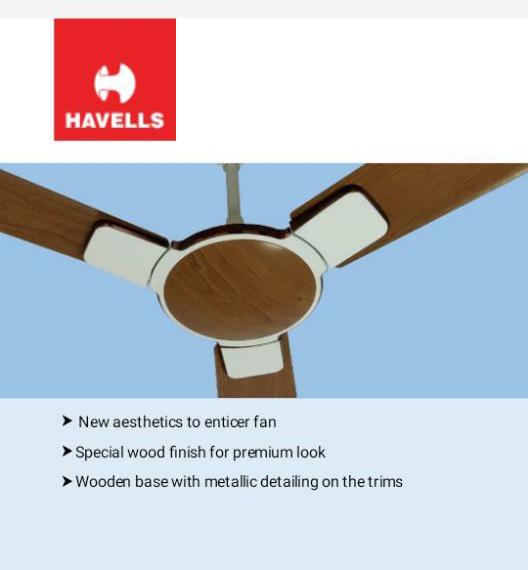 HAVELLS
➤ New aesthetics to enticer fan
➤ Special wood finish for premium look
➤ Wooden base with metallic detailing on the trims